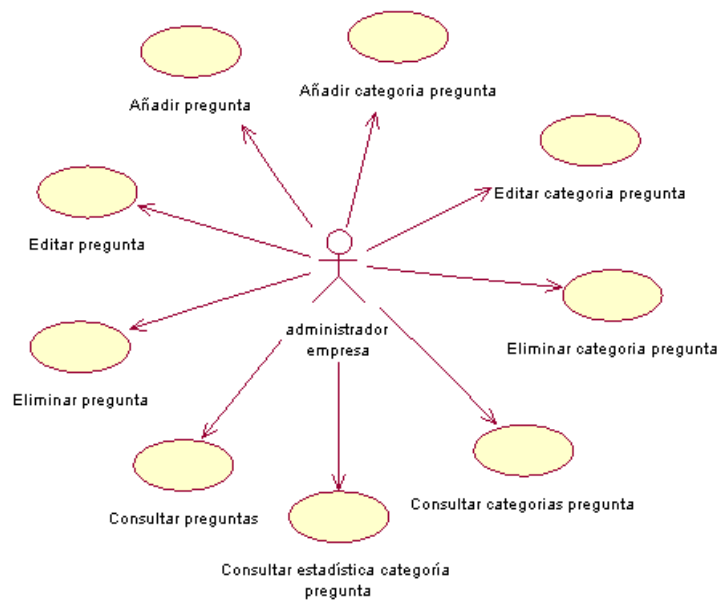 Añadir pregunta
Añadir categoria pregunta
Editar categoria pregunta
Editar pregunta
administrador
empresa
Eliminar categoria pregunta
Eliminar pregunta
Consultar preguntas
Consultar categorias pregunta
Consultar estadística categoría
pregunta